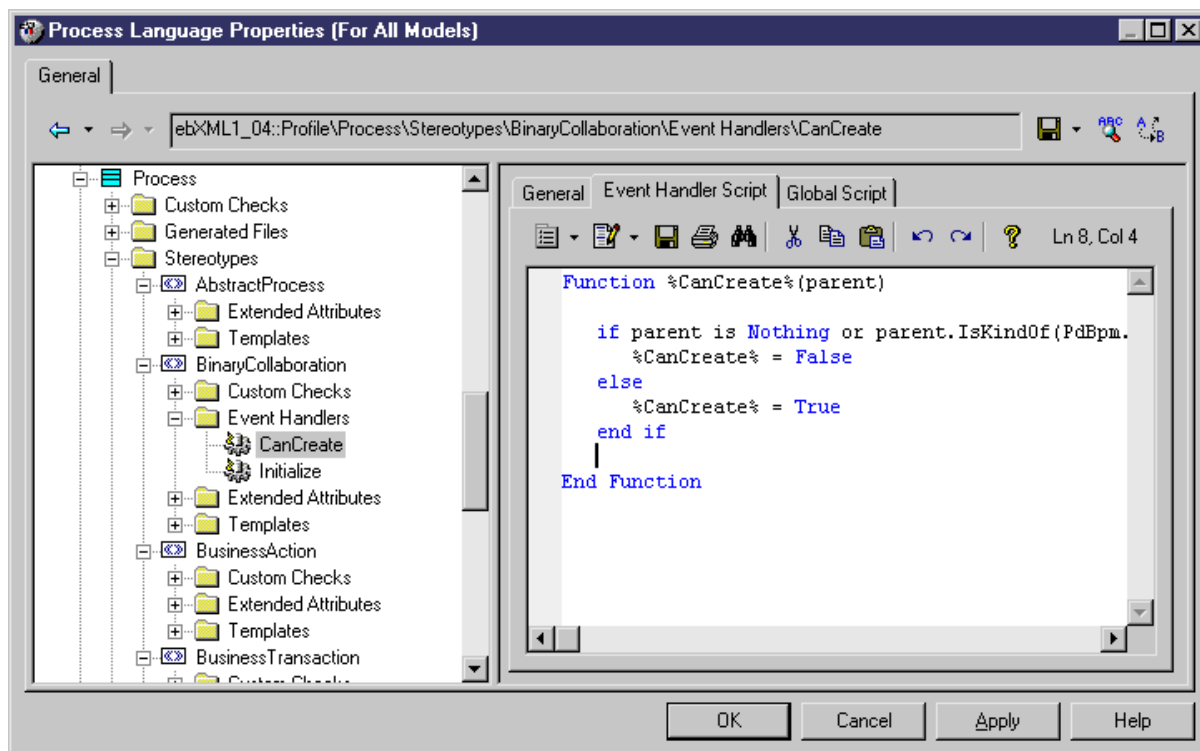 Process Language Properties (For All Models)
General
ebXML1_04::Profile\Process\Stereotypes\BinaryCollaboration\Event Handlers\CanCreate
ABC
A
B
Process
Custom Checks
Generated Files
Stereotypes
AbstractProcess
Extended Attributes
Templates
BinaryCollaboration
Custom Checks
Event Handlers
CanCreate
Initialize
Extended Attributes
Templates
BusinessAction
Custom Checks
Extended Attributes
Templates
BusinessTransaction
Custom Checks
General Event Handler Script Global Script
Ln 8, Col 4
Function %CanCreate%(parent)
if parent is Nothing or parent.IsKindOf(PdBpm.
%CanCreate% = False
else
%CanCreate% = True
end if
End Function
OK Cancel Apply Help